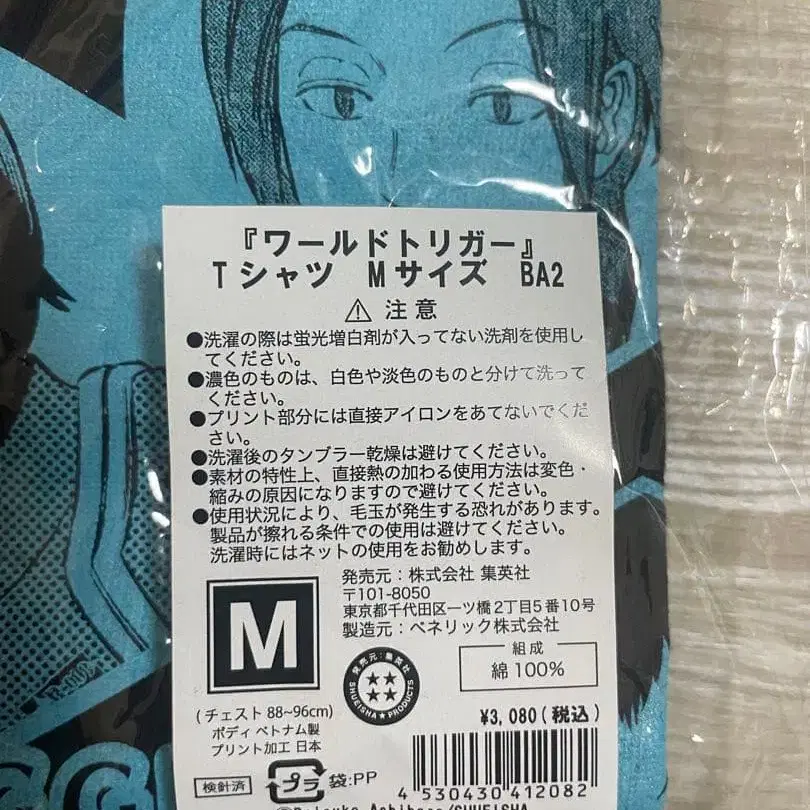 『ワールドトリガー』
Tシャツ Mサイズ BA2
⚠ 注意
●洗濯の際は蛍光増白剤が入ってない洗剤を使用し
てください。
●濃色のものは、白色や淡色のものと分けて洗って
ください。
●プリント部分には直接アイロンをあてないでくだ
さい。
●洗濯後のタンブラー乾燥は避けてください。
●素材の特性上、直接熱の加わる使用方法は変色・
縮みの原因になりますので避けてください。
●使用状況により、毛玉が発生する恐れがあります。
製品が擦れる条件での使用は避けてください。
洗濯時にはネットの使用をお勧めします。
発売元：株式会社 集英社
〒101-8050
東京都千代田区一ツ橋2丁目5番10号
製造元：ベネリック株式会社
M
発売元：集英社
SHUEISHA★PRODUCTS
組成
綿100%
(チェスト 88~96cm)
ボディ ベトナム製
プリント加工 日本
¥3,080(税込)
検針済
プラ 袋:PP
4 530430 412082
©Daisuke Ashihara/SHUEISHA